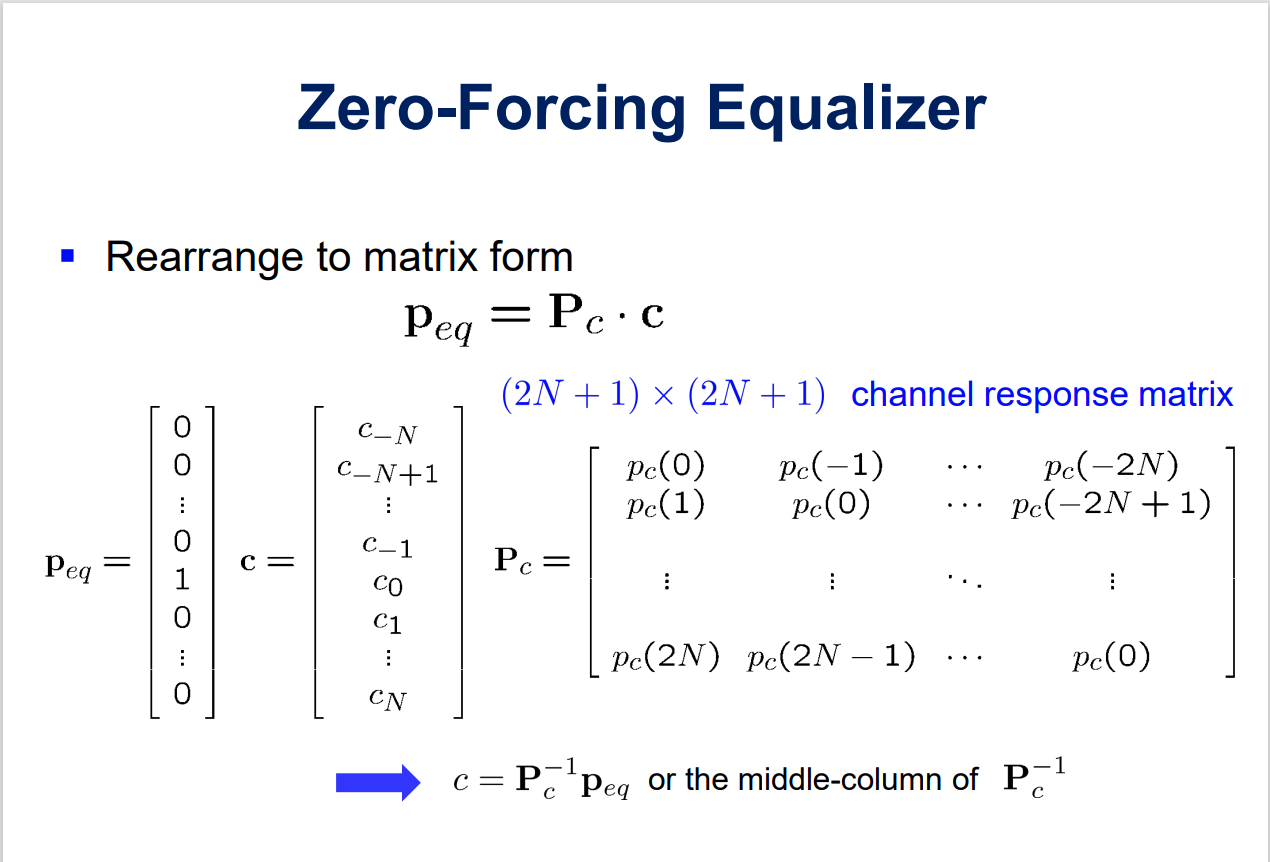 Zero-Forcing Equalizer
▪ Rearrange to matrix form
$\mathbf{p}_{eq} = \mathbf{P}_c \cdot \mathbf{c}$
$(2N + 1) \times (2N + 1)$ channel response matrix
$\mathbf{p}_{eq} = \begin{bmatrix} 0 \\ 0 \\ \vdots \\ 0 \\ 1 \\ 0 \\ \vdots \\ 0 \end{bmatrix} \mathbf{c} = \begin{bmatrix} c_{-N} \\ c_{-N+1} \\ \vdots \\ c_{-1} \\ c_0 \\ c_1 \\ \vdots \\ c_N \end{bmatrix} \mathbf{P}_c = \begin{bmatrix} p_c(0) & p_c(-1) & \cdots & p_c(-2N) \\ p_c(1) & p_c(0) & \cdots & p_c(-2N+1) \\ \vdots & \vdots & \ddots & \vdots \\ p_c(2N) & p_c(2N-1) & \cdots & p_c(0) \end{bmatrix}$
$c = \mathbf{P}_c^{-1} \mathbf{p}_{eq}$ or the middle-column of $\mathbf{P}_c^{-1}$